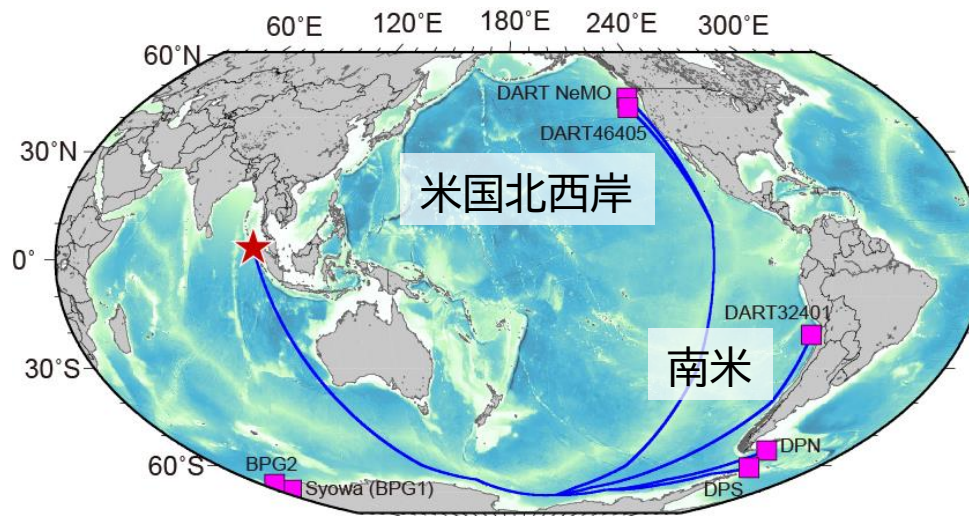 60˚E 120˚E 180˚E 240˚E 300˚E
60˚N
DART NeMO
DART46405
30˚N
米国北西岸
0˚
DART32401
南米
30˚S
60˚S
DPN
BPG2
Syowa (BPG1)
DPS